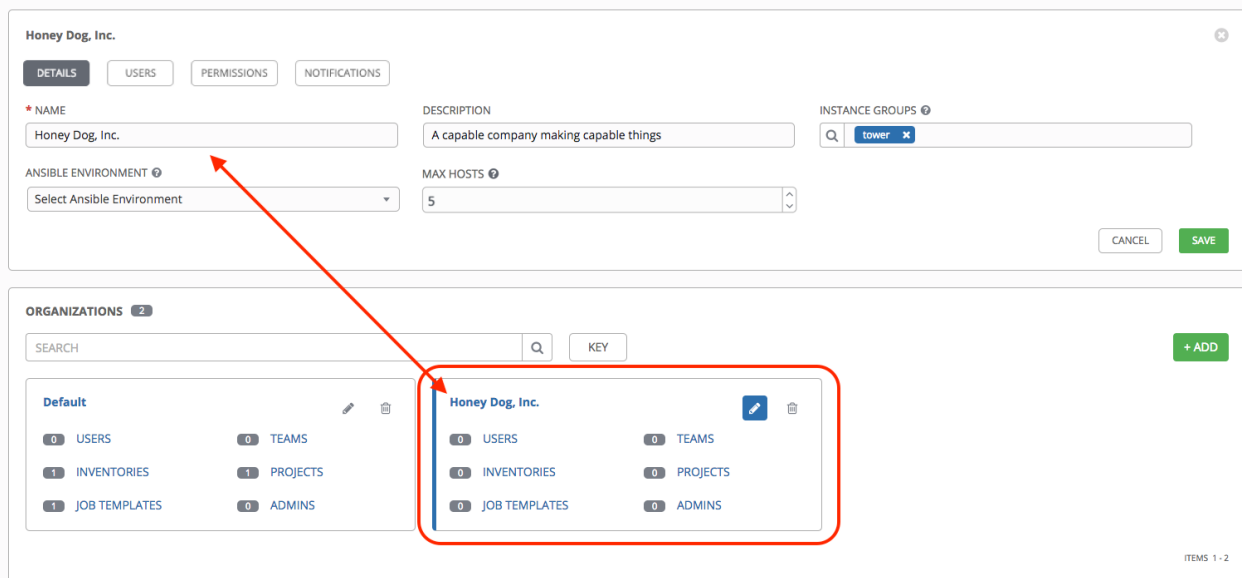 Honey Dog, Inc.
DETAILS USERS PERMISSIONS NOTIFICATIONS
* NAME DESCRIPTION INSTANCE GROUPS
Honey Dog, Inc. A capable company making capable things tower
ANSIBLE ENVIRONMENT MAX HOSTS
Select Ansible Environment 5
CANCEL SAVE
ORGANIZATIONS 2
SEARCH KEY + ADD
Default Honey Dog, Inc.
0 USERS 0 TEAMS 0 USERS 0 TEAMS
1 INVENTORIES 1 PROJECTS 0 INVENTORIES 0 PROJECTS
1 JOB TEMPLATES 0 ADMINS 0 JOB TEMPLATES 0 ADMINS
ITEMS 1 - 2